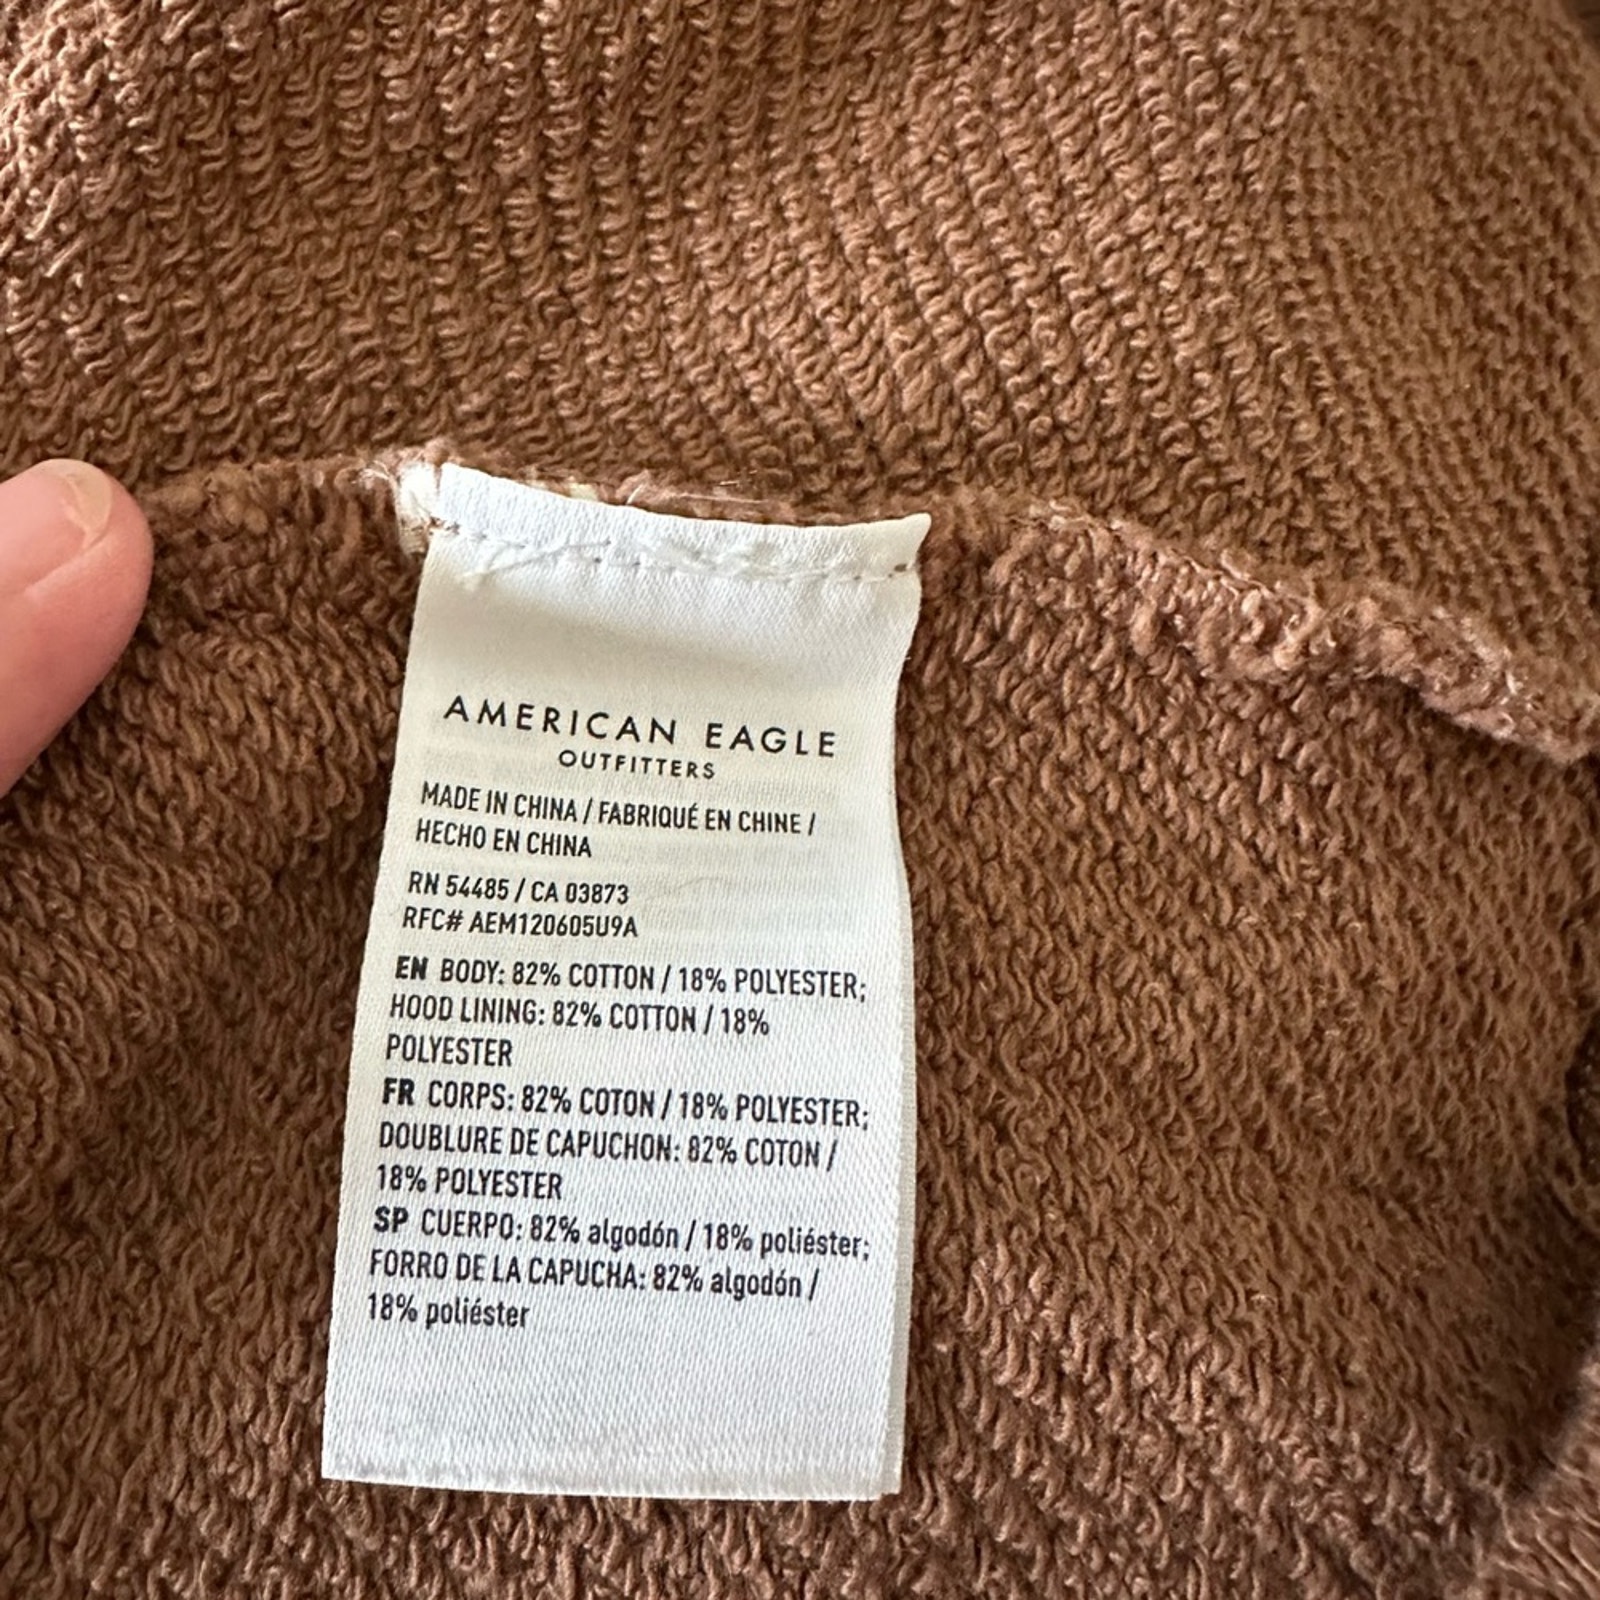 AMERICAN EAGLE
OUTFITTERS
MADE IN CHINA / FABRIQUÉ EN CHINE /
HECHO EN CHINA
RN 54485 / CA 03873
RFC# AEM120605U9A
EN BODY: 82% COTTON / 18% POLYESTER;
HOOD LINING: 82% COTTON / 18%
POLYESTER
FR CORPS: 82% COTON / 18% POLYESTER;
DOUBLURE DE CAPUCHON: 82% COTON /
18% POLYESTER
SP CUERPO: 82% algodón / 18% poliéster;
FORRO DE LA CAPUCHA: 82% algodón /
18% poliéster